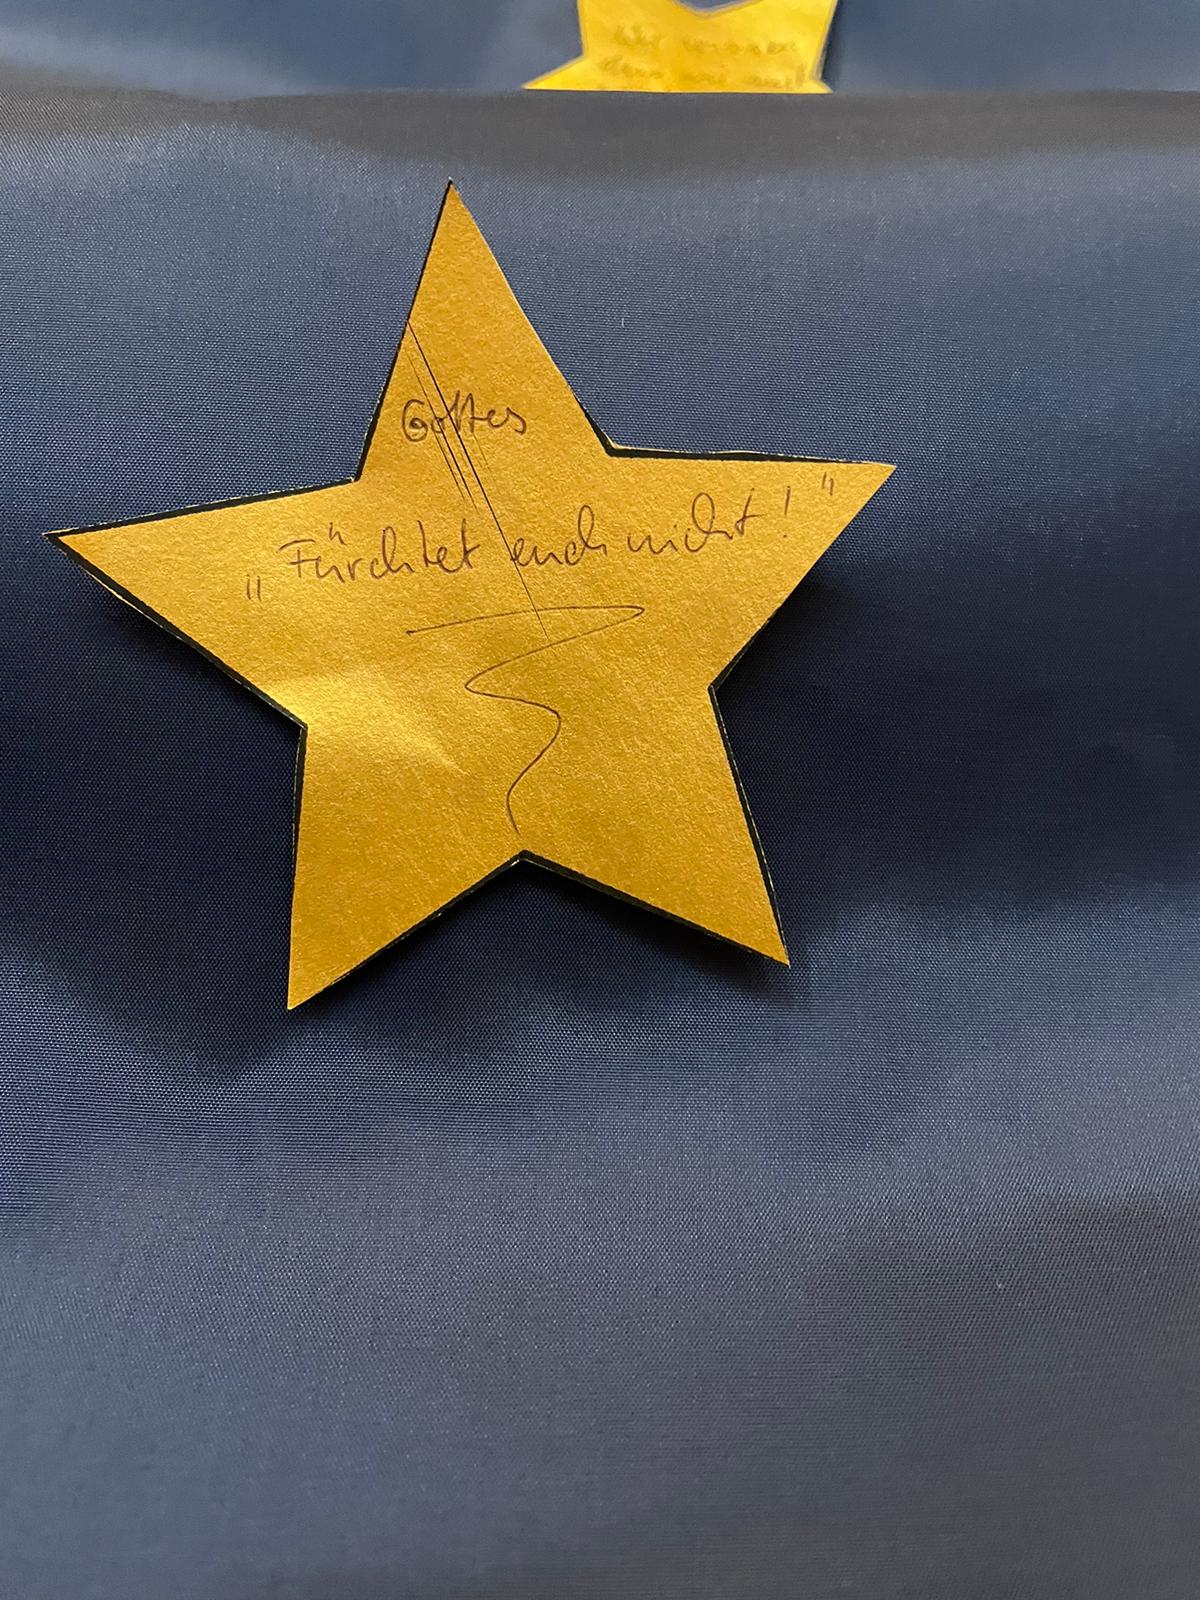 Gottes
„Fürchtet euch nicht!"